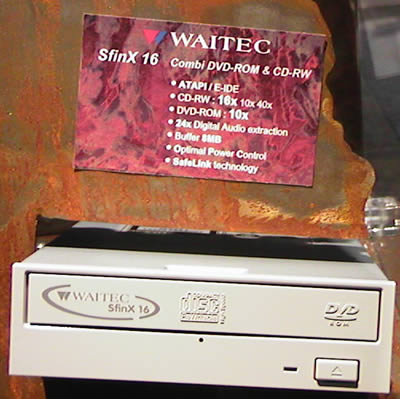 WAITEC
SfinX 16 Combi DVD-ROM & CD-RW
• ATAPI / E-IDE
• CD-RW : 16x 10x 40x
• DVD-ROM : 10x
• 24x Digital Audio extraction
• Buffer 8MB
• Optimal Power Control
• SafeLink technology
WAITEC
SfinX 16
disc
DVD
ROM